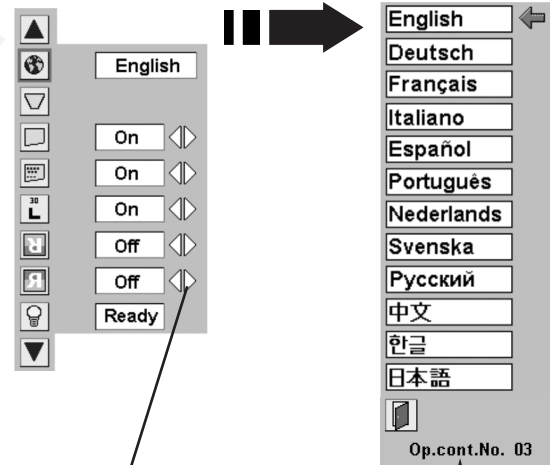 English
On
On
30
L
On
R
Off
R
Off
Ready
English
Deutsch
Français
Italiano
Español
Português
Nederlands
Svenska
Русский
中文
한글
日本語
Op.cont.No. 03